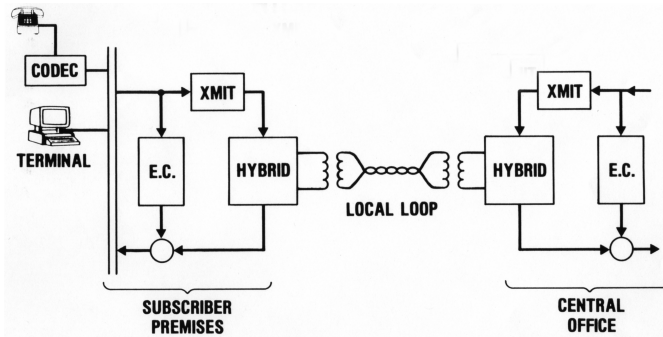 CODEC
TERMINAL
XMIT
E.C.
HYBRID
LOCAL LOOP
XMIT
HYBRID
E.C.
SUBSCRIBER
PREMISES
CENTRAL
OFFICE